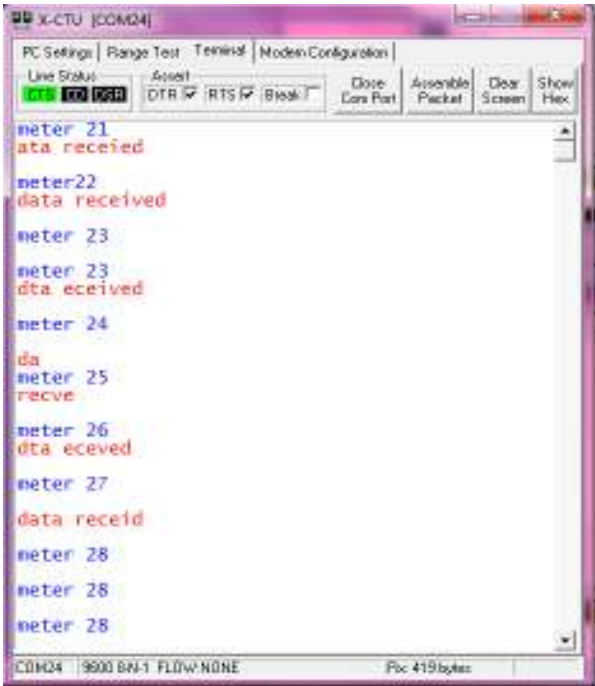 X-CTU [COM24]
PC Settings Range Test Terminal Modem Configuration
Line Status Assert
CTS CD DSR DTR RTS Break Close Com Port Assemble Packet Clear Screen Show Hex
meter 21
ata receied
meter22
data received
meter 23
meter 23
dta eceived
meter 24
da
meter 25
recve
meter 26
dta eceved
meter 27
data receid
meter 28
meter 28
meter 28
COM24 9600 8-N-1 FLOW:NONE Rx: 419 bytes